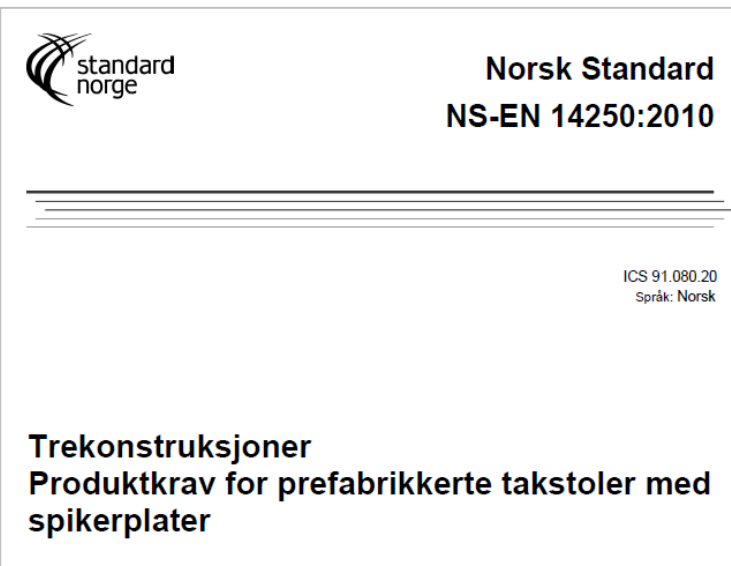 standard
norge
Norsk Standard
NS-EN 14250:2010
ICS 91.080.20
Språk: Norsk
Trekonstruksjoner
Produktkrav for prefabrikkerte takstoler med
spikerplater